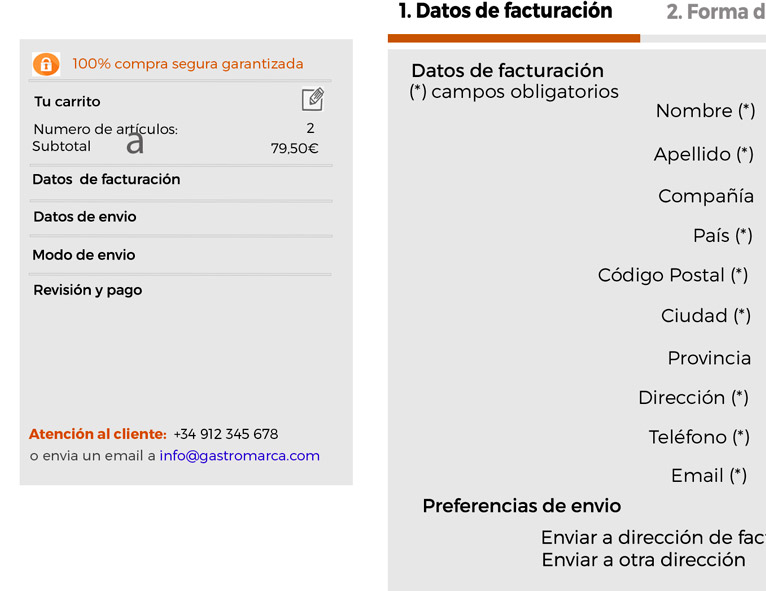 100% compra segura garantizada
Tu carrito
Numero de artículos: 2
a
Subtotal 79,50€
Datos de facturación
Datos de envio
Modo de envio
Revisión y pago
Atención al cliente: +34 912 345 678
o envia un email a info@gastromarca.com
1. Datos de facturación 2. Forma d
Datos de facturación
(*) campos obligatorios
Nombre (*)
Apellido (*)
Compañía
País (*)
Código Postal (*)
Ciudad (*)
Provincia
Dirección (*)
Teléfono (*)
Email (*)
Preferencias de envio
Enviar a dirección de fac
Enviar a otra dirección